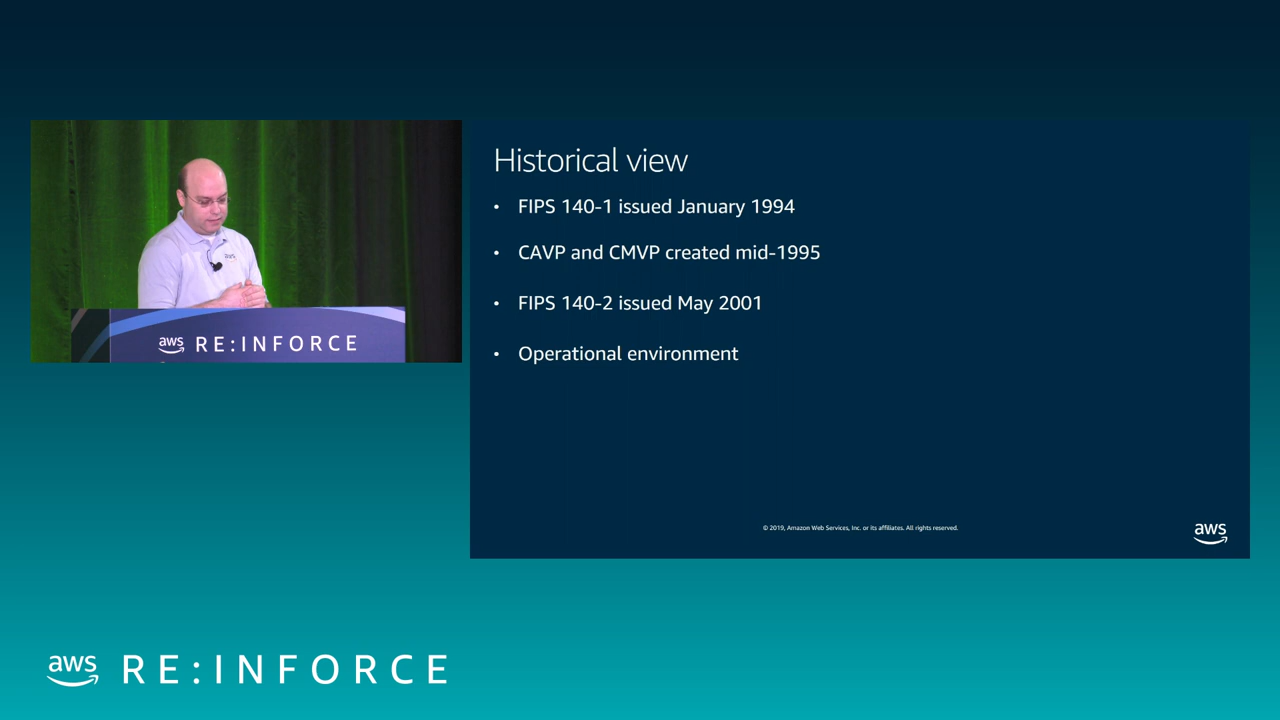 Historical view
• FIPS 140-1 issued January 1994
• CAVP and CMVP created mid-1995
• FIPS 140-2 issued May 2001
• Operational environment
aws
aws RE:INFORCE
© 2019, Amazon Web Services, Inc. or its affiliates. All rights reserved.
aws
aws RE:INFORCE